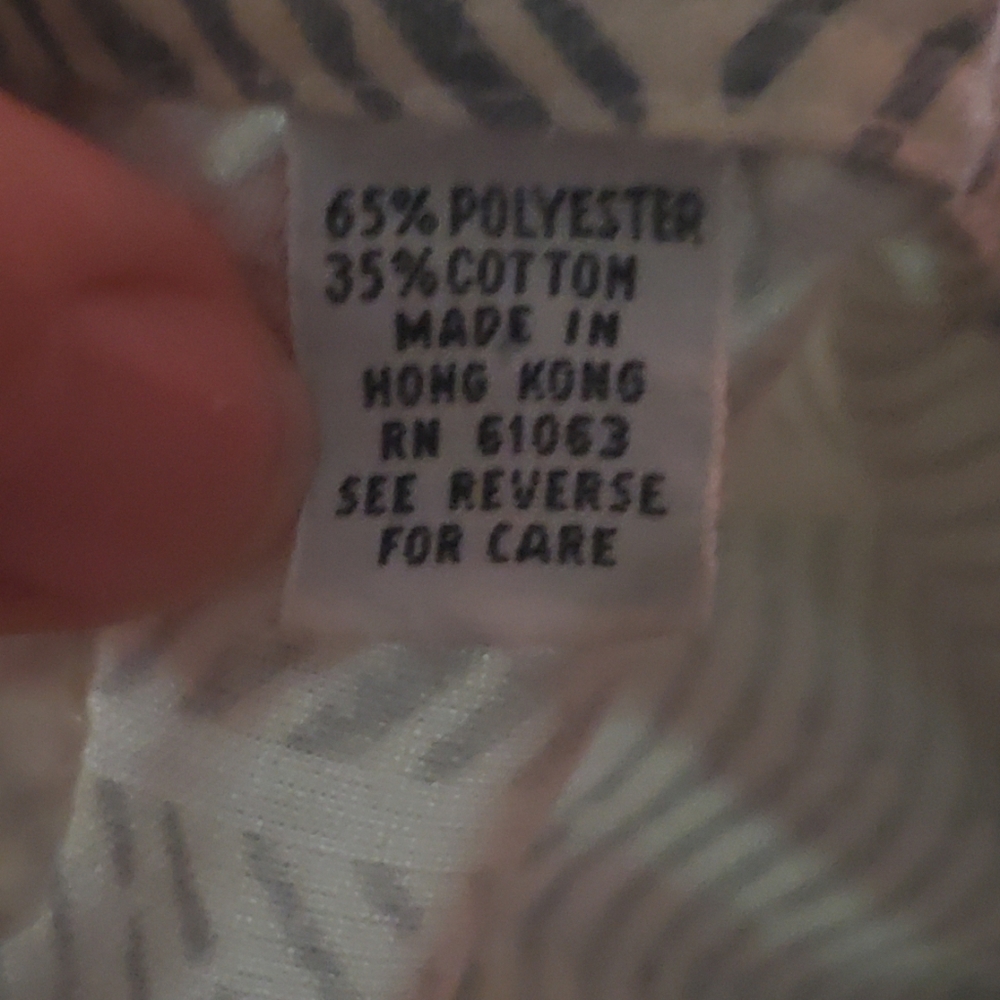 65% POLYESTER
35% COTTON
MADE IN
HONG KONG
RN 61063
SEE REVERSE
FOR CARE